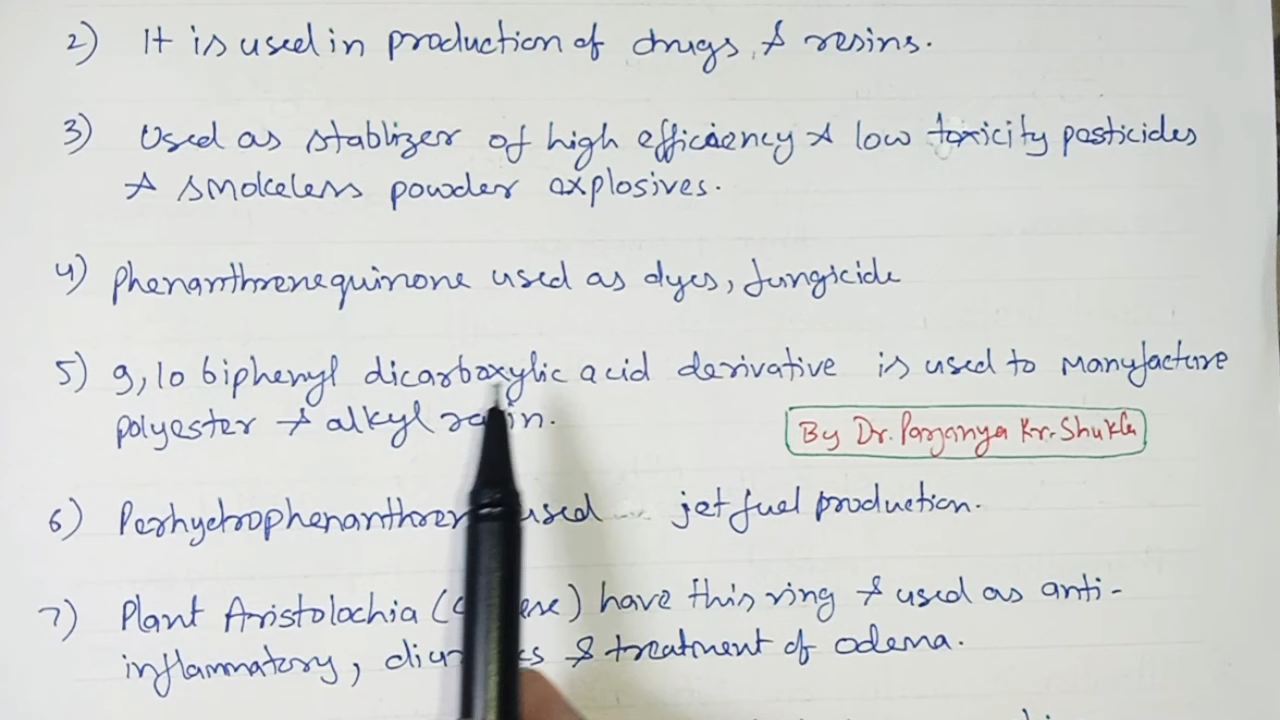 2) It is used in production of drugs & resins.
3) Used as stablizer of high efficiency & low toxicity pesticides
& smokeless powder explosives.
4) Phenanthrenequinone used as dyes, fungicide
5) 9,10 biphenyl dicarboxylic acid derivative is used to Manufacture
polyester & alkyl in.
By Dr. Parjanya Kr. Shukla
6) used jet fuel production.
7) Plant Aristolochia ( ) have this ring & used as anti-
inflammatory, & treatment of odema.